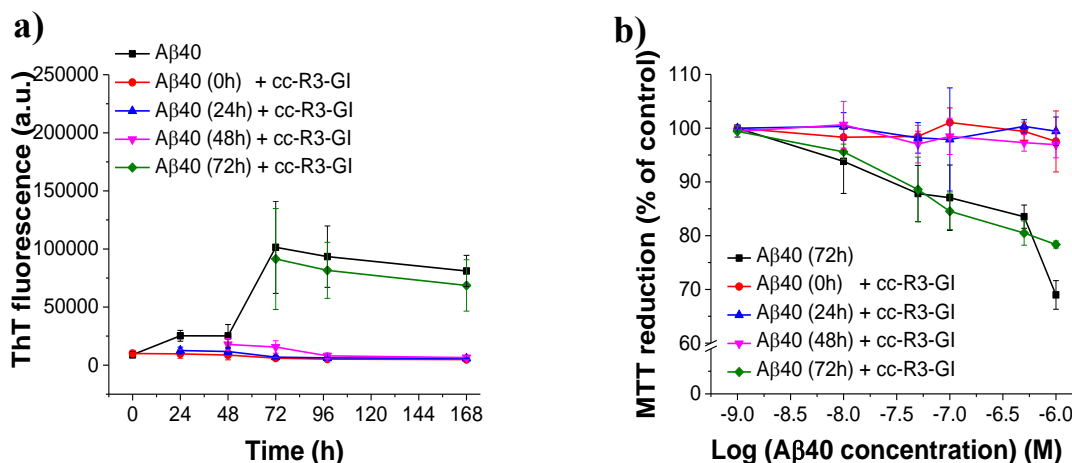 a)
Aβ40
Aβ40 (0h) + cc-R3-GI
Aβ40 (24h) + cc-R3-GI
Aβ40 (48h) + cc-R3-GI
Aβ40 (72h) + cc-R3-GI
ThT fluorescence (a.u.)
250000
200000
150000
100000
50000
0
0 24 48 72 96 120 144 168
Time (h)
b)
MTT reduction (% of control)
110
100
90
80
70
60
0
Aβ40 (72h)
Aβ40 (0h) + cc-R3-GI
Aβ40 (24h) + cc-R3-GI
Aβ40 (48h) + cc-R3-GI
Aβ40 (72h) + cc-R3-GI
-9.0 -8.5 -8.0 -7.5 -7.0 -6.5 -6.0
Log (Aβ40 concentration) (M)